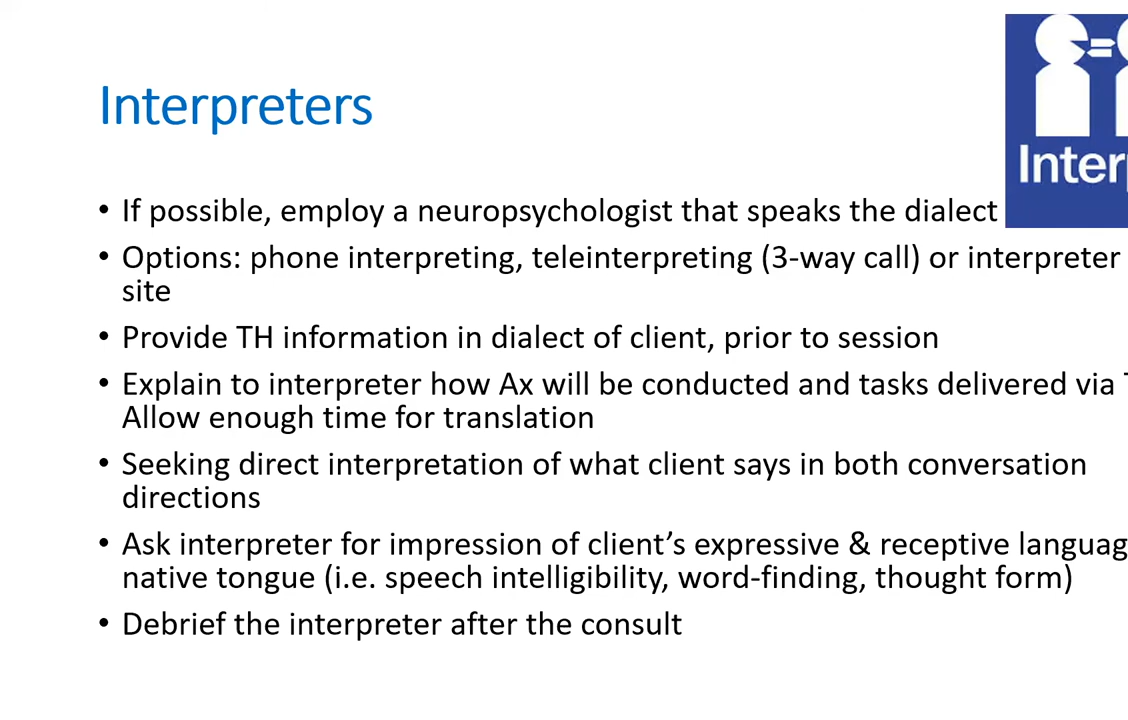 Interpreters
• If possible, employ a neuropsychologist that speaks the dialect
• Options: phone interpreting, teleinterpreting (3-way call) or interpreter
site
• Provide TH information in dialect of client, prior to session
• Explain to interpreter how Ax will be conducted and tasks delivered via
Allow enough time for translation
• Seeking direct interpretation of what client says in both conversation
directions
• Ask interpreter for impression of client’s expressive & receptive languag
native tongue (i.e. speech intelligibility, word-finding, thought form)
• Debrief the interpreter after the consult
Inter